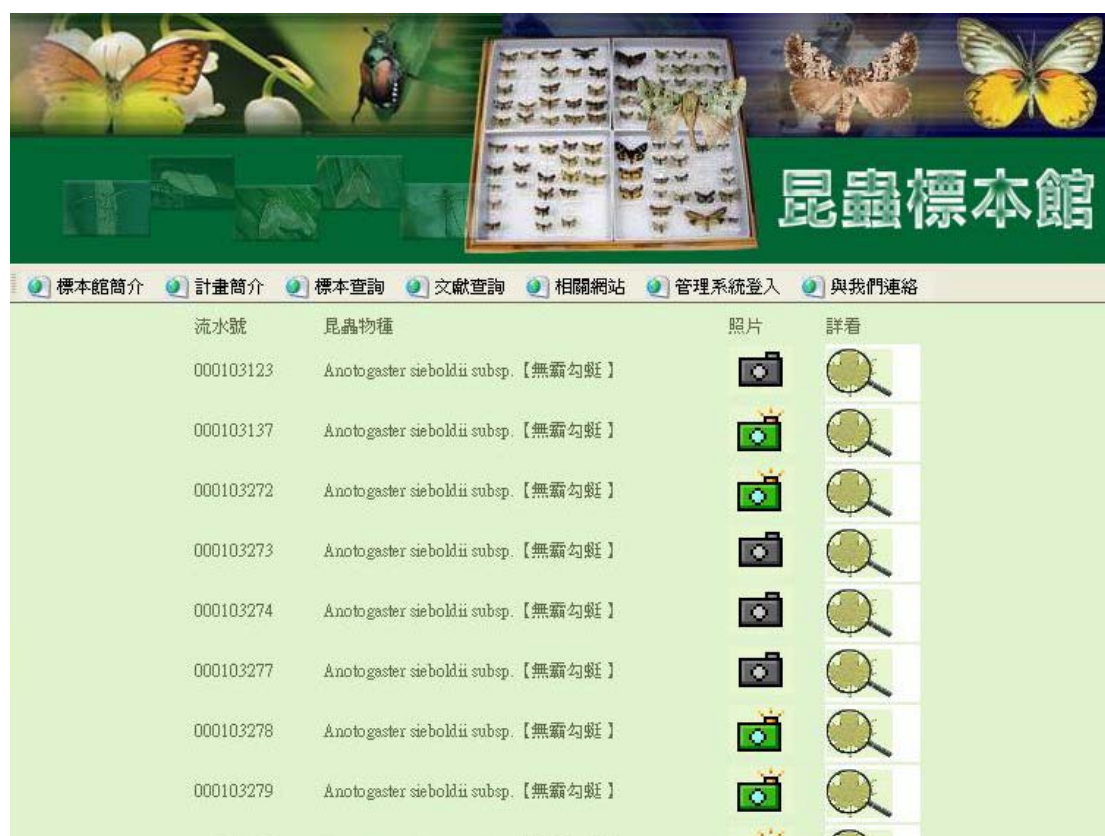 昆蟲標本館
標本館簡介 計畫簡介 標本查詢 文獻查詢 相關網站 管理系統登入 與我們連絡
流水號 昆蟲物種 照片 詳看
000103123 Anotogaster sieboldii subsp.【無霸勾蜓 】
000103137 Anotogaster sieboldii subsp.【無霸勾蜓 】
000103272 Anotogaster sieboldii subsp.【無霸勾蜓 】
000103273 Anotogaster sieboldii subsp.【無霸勾蜓 】
000103274 Anotogaster sieboldii subsp.【無霸勾蜓 】
000103277 Anotogaster sieboldii subsp.【無霸勾蜓 】
000103278 Anotogaster sieboldii subsp.【無霸勾蜓 】
000103279 Anotogaster sieboldii subsp.【無霸勾蜓 】